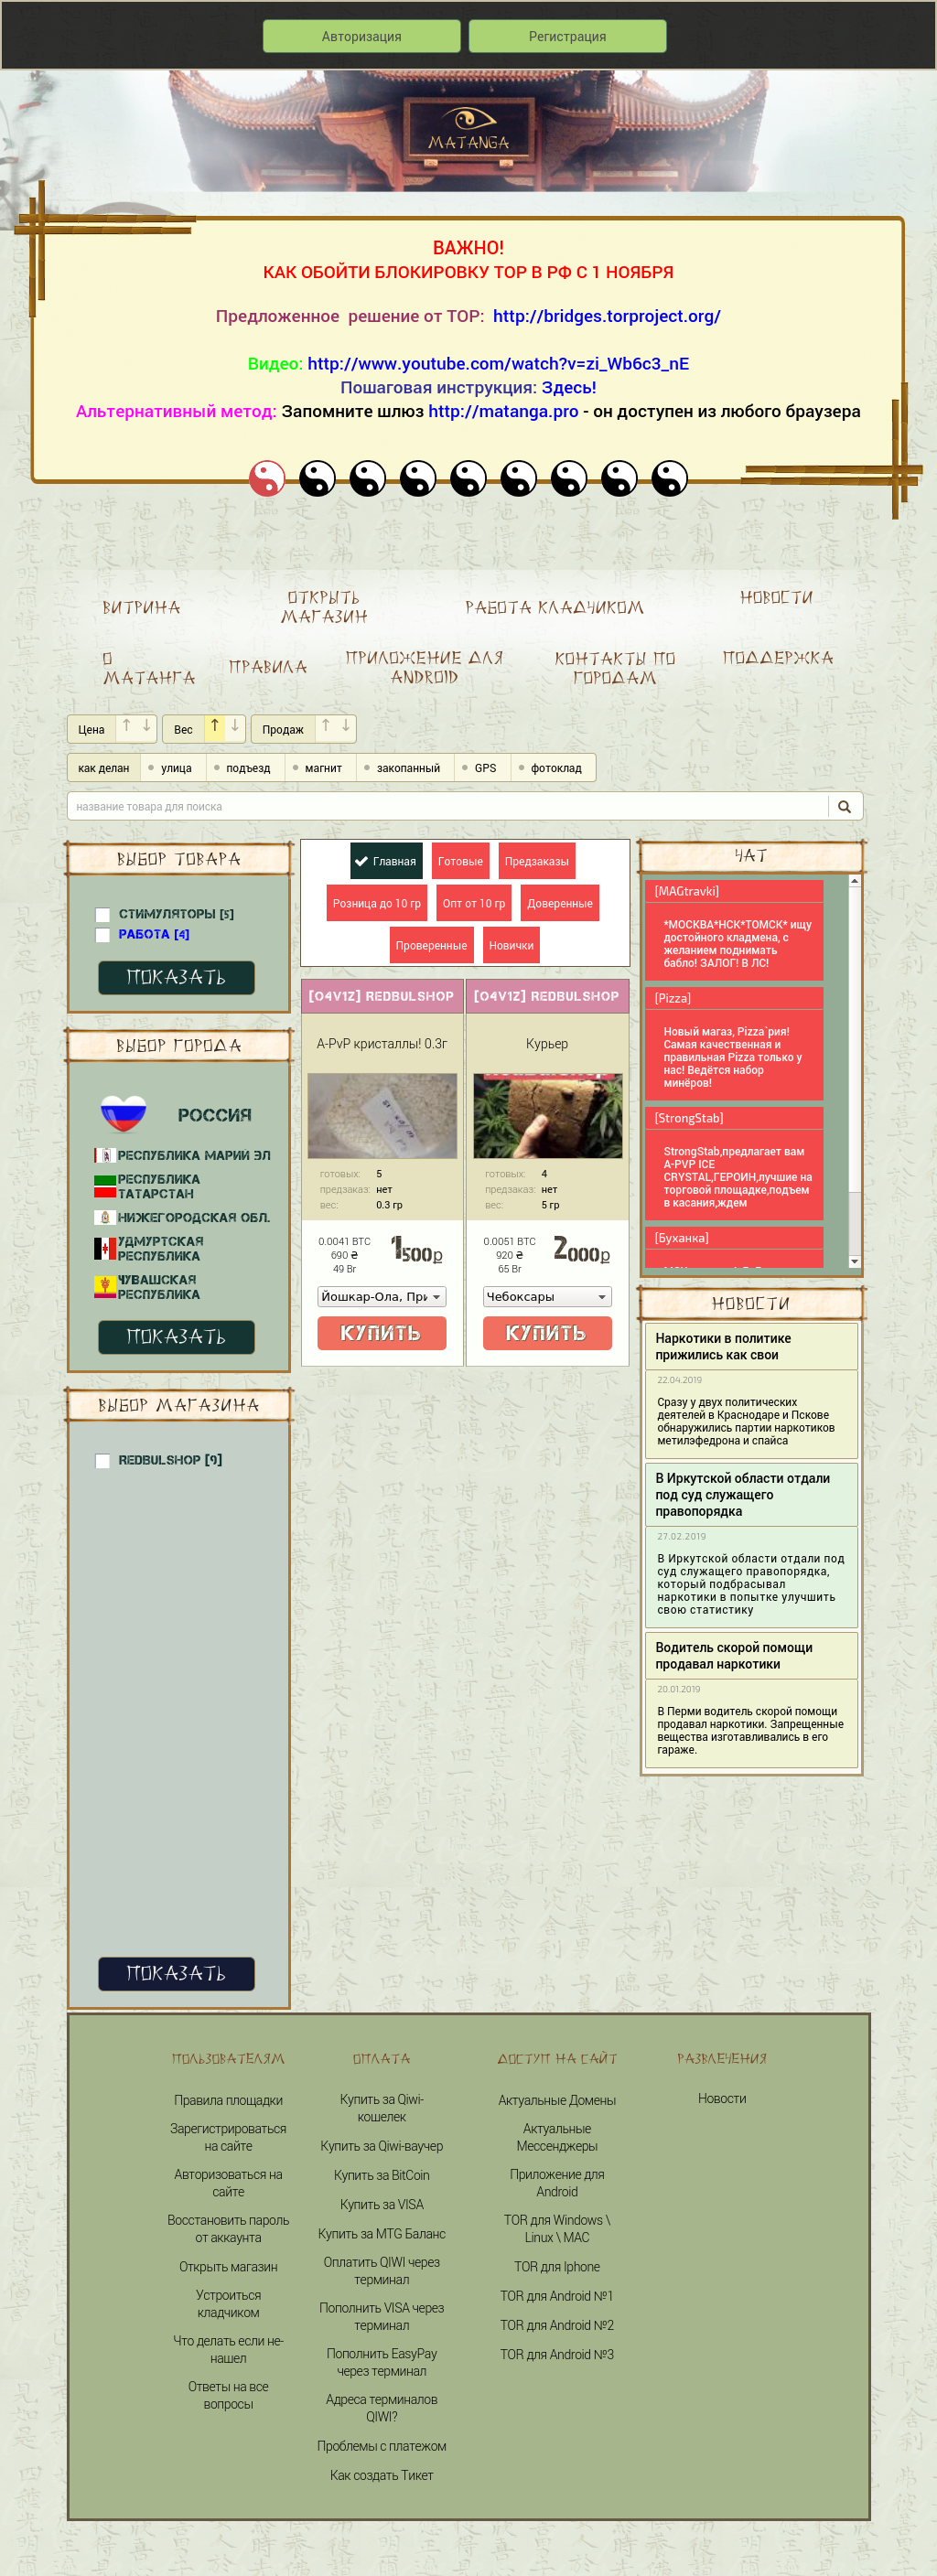 Авторизация
Регистрация
MATANGA
ВАЖНО!
КАК ОБОЙТИ БЛОКИРОВКУ ТОР В РФ С 1 НОЯБРЯ
Предложенное решение от ТОР: http://bridges.torproject.org/
Видео: http://www.youtube.com/watch?v=zi_Wb6c3_nE
Пошаговая инструкция: Здесь!
Альтернативный метод: Запомните шлюз http://matanga.pro - он доступен из любого браузера
ВИТРИНА
ОТКРЫТЬ
МАГАЗИН
РАБОТА КЛАДЧИКОМ
НОВОСТИ
О
МАТАНГА
ПРАВИЛА
ПРИЛОЖЕНИЕ ДЛЯ
ANDROID
КОНТАКТЫ ПО
ГОРОДАМ
ПОДДЕРЖКА
Цена ↑ ↓
Вес ↑ ↓
Продаж ↑ ↓
как делан
улица
подъезд
магнит
закопанный
GPS
фотоклад
название товара для поиска
ВЫБОР ТОВАРА
СТИМУЛЯТОРЫ [5]
РАБОТА [4]
ПОКАЗАТЬ
ВЫБОР ГОРОДА
РОССИЯ
РЕСПУБЛИКА МАРИЙ ЭЛ
РЕСПУБЛИКА
ТАТАРСТАН
НИЖЕГОРОДСКАЯ ОБЛ.
УДМУРТСКАЯ
РЕСПУБЛИКА
ЧУВАШСКАЯ
РЕСПУБЛИКА
ПОКАЗАТЬ
ВЫБОР МАГАЗИНА
REDBULSHOP [9]
ПОКАЗАТЬ
Главная
Готовые
Предзаказы
Розница до 10 гр
Опт от 10 гр
Доверенные
Проверенные
Новички
[O4V1Z] REDBULSHOP
A-PvP кристаллы! 0.3г
готовых: 5
предзаказ: нет
вес: 0.3 гр
0.0041 BTC
690 ₴
49 Br
1500р
Йошкар-Ола, При
КУПИТЬ
[O4V1Z] REDBULSHOP
Курьер
готовых: 4
предзаказ: нет
вес: 5 гр
0.0051 BTC
920 ₴
65 Br
2000р
Чебоксары
КУПИТЬ
ЧАТ
[MAGtravki]
*МОСКВА*НСК*ТОМСК* ищу
достойного кладмена, с
желанием поднимать
бабло! ЗАЛОГ! В ЛС!
[Pizza]
Новый магаз, Pizza`рия!
Самая качественная и
правильная Pizza только у
нас! Ведётся набор
минёров!
[StrongStab]
StrongStab,предлагает вам
A-PVP ICE
CRYSTAL,ГЕРОИН,лучшие на
торговой площадке,подъем
в касания,ждем
[Буханка]
НОВОСТИ
Наркотики в политике
прижились как свои
22.04.2019
Сразу у двух политических
деятелей в Краснодаре и Пскове
обнаружились партии наркотиков
метилэфедрона и спайса
В Иркутской области отдали
под суд служащего
правопорядка
27.02.2019
В Иркутской области отдали под
суд служащего правопорядка,
который подбрасывал
наркотики в попытке улучшить
свою статистику
Водитель скорой помощи
продавал наркотики
20.01.2019
В Перми водитель скорой помощи
продавал наркотики. Запрещенные
вещества изготавливались в его
гараже.
ПОЛЬЗОВАТЕЛЯМ
Правила площадки
Зарегистрироваться
на сайте
Авторизоваться на
сайте
Восстановить пароль
от аккаунта
Открыть магазин
Устроиться
кладчиком
Что делать если не-
нашел
Ответы на все
вопросы
ОПЛАТА
Купить за Qiwi-
кошелек
Купить за Qiwi-ваучер
Купить за BitCoin
Купить за VISA
Купить за MTG Баланс
Оплатить QIWI через
терминал
Пополнить VISA через
терминал
Пополнить EasyPay
через терминал
Адреса терминалов
QIWI?
Проблемы с платежом
Как создать Тикет
ДОСТУП НА САЙТ
Актуальные Домены
Актуальные
Мессенджеры
Приложение для
Android
TOR для Windows \
Linux \ MAC
TOR для Iphone
TOR для Android №1
TOR для Android №2
TOR для Android №3
РАЗВЛЕЧЕНИЯ
Новости